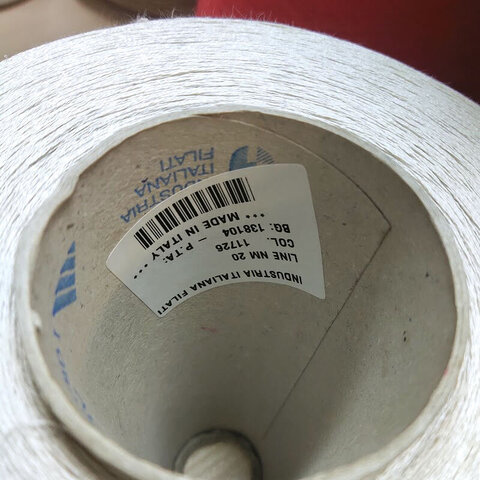 INDUSTRIA ITALIANA FILATI
LINE NM 20
COL. 11726 - P.TA:
BG: 138104 ***
*** MADE IN ITALY
INDUSTRIA
ITALIANA
FILATI